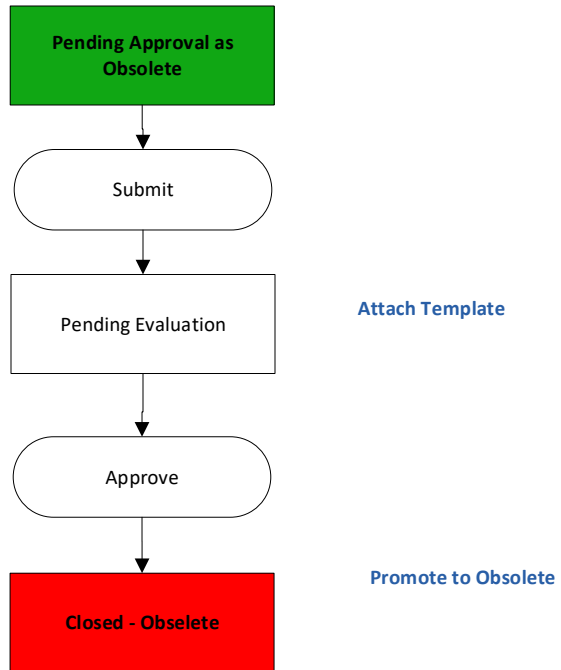 Pending Approval as
Obsolete
Submit
Pending Evaluation
Attach Template
Approve
Promote to Obsolete
Closed - Obselete